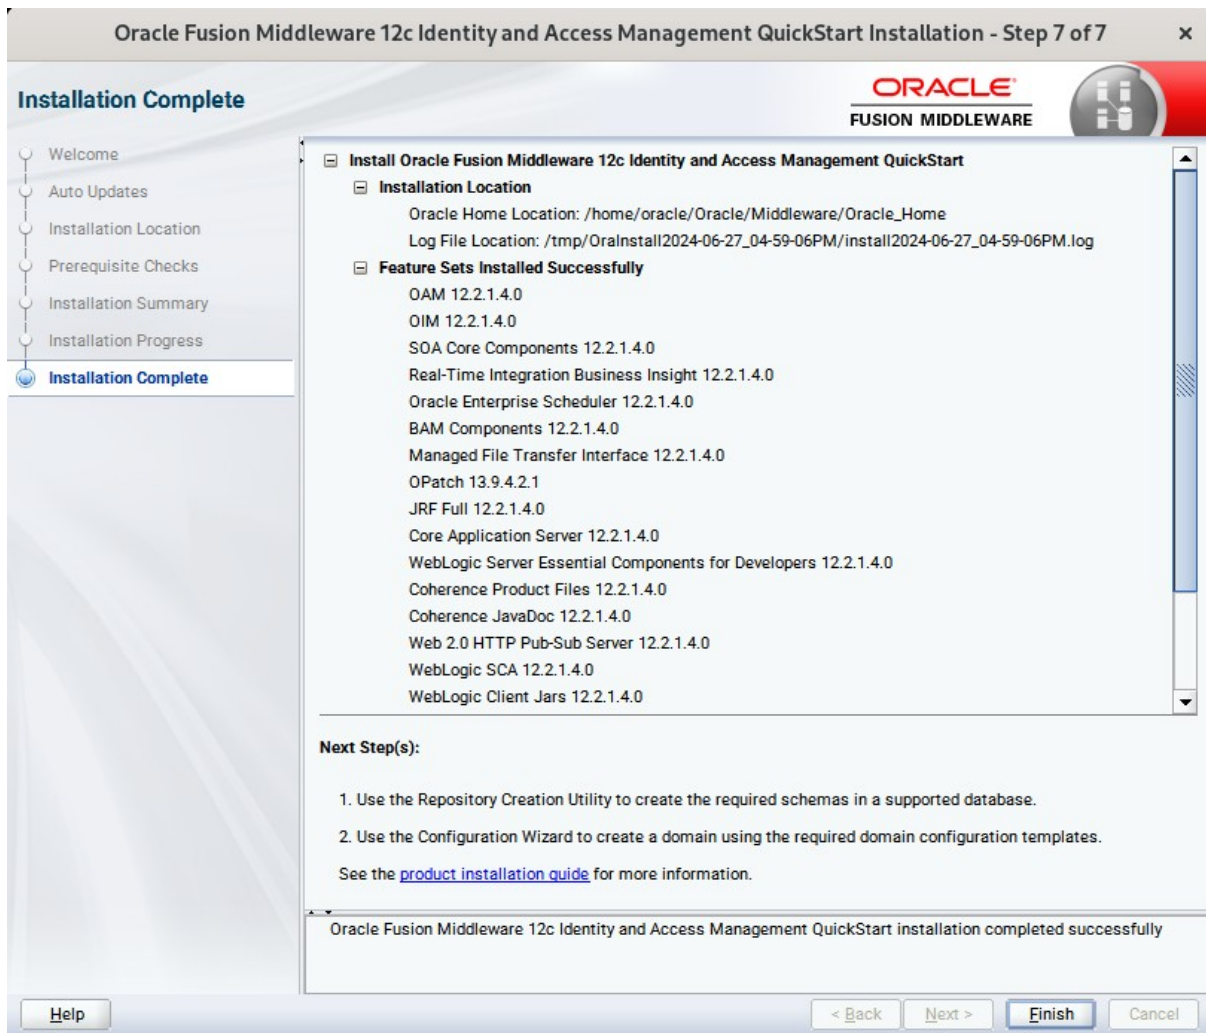 Oracle Fusion Middleware 12c Identity and Access Management QuickStart Installation - Step 7 of 7
Installation Complete
ORACLE
FUSION MIDDLEWARE
Welcome
Auto Updates
Installation Location
Prerequisite Checks
Installation Summary
Installation Progress
Installation Complete
Install Oracle Fusion Middleware 12c Identity and Access Management QuickStart
Installation Location
Oracle Home Location: /home/oracle/Oracle/Middleware/Oracle_Home
Log File Location: /tmp/OraInstall2024-06-27_04-59-06PM/install2024-06-27_04-59-06PM.log
Feature Sets Installed Successfully
OAM 12.2.1.4.0
OIM 12.2.1.4.0
SOA Core Components 12.2.1.4.0
Real-Time Integration Business Insight 12.2.1.4.0
Oracle Enterprise Scheduler 12.2.1.4.0
BAM Components 12.2.1.4.0
Managed File Transfer Interface 12.2.1.4.0
OPatch 13.9.4.2.1
JRF Full 12.2.1.4.0
Core Application Server 12.2.1.4.0
WebLogic Server Essential Components for Developers 12.2.1.4.0
Coherence Product Files 12.2.1.4.0
Coherence JavaDoc 12.2.1.4.0
Web 2.0 HTTP Pub-Sub Server 12.2.1.4.0
WebLogic SCA 12.2.1.4.0
WebLogic Client Jars 12.2.1.4.0
Next Step(s):
1. Use the Repository Creation Utility to create the required schemas in a supported database.
2. Use the Configuration Wizard to create a domain using the required domain configuration templates.
See the product installation guide for more information.
Oracle Fusion Middleware 12c Identity and Access Management QuickStart installation completed successfully
Help
< Back
Next >
Finish
Cancel